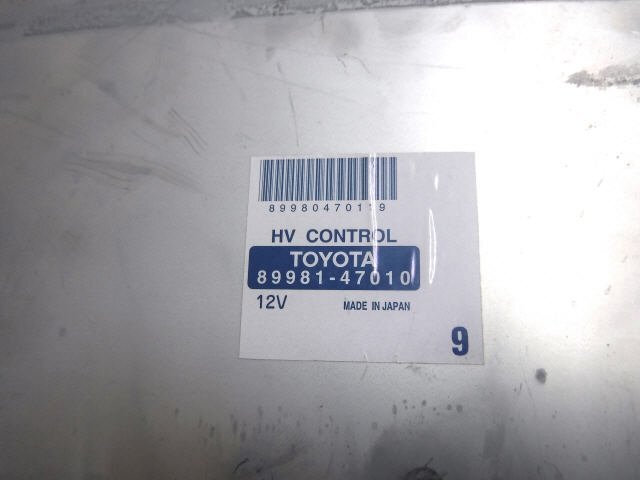 89980470119
HV CONTROL
TOYOTA
89981-47010
12V MADE IN JAPAN
9